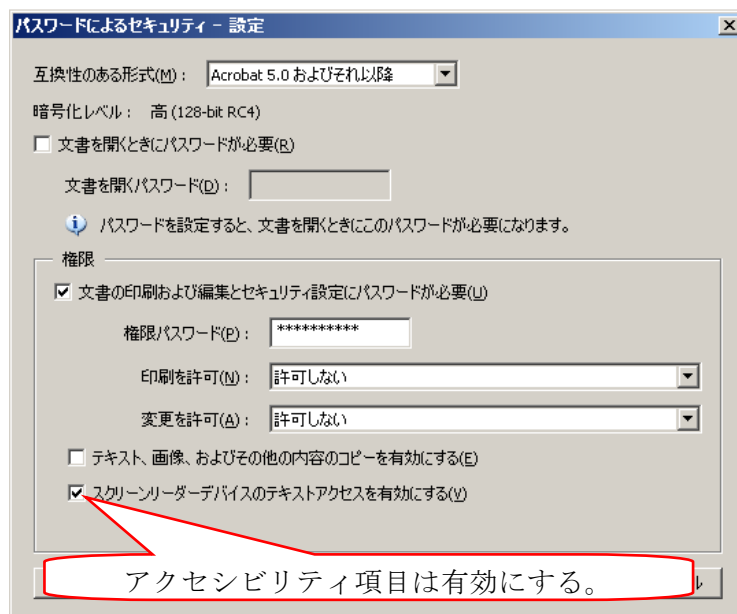 パスワードによるセキュリティ - 設定
互換性のある形式(M)： Acrobat 5.0 およびそれ以降
暗号化レベル： 高 (128-bit RC4)
文書を開くときにパスワードが必要(R)
文書を開くパスワード(D)：
パスワードを設定すると、文書を開くときにこのパスワードが必要になります。
権限
文書の印刷および編集とセキュリティ設定にパスワードが必要(U)
権限パスワード(P)： **********
印刷を許可(N)： 許可しない
変更を許可(A)： 許可しない
テキスト、画像、およびその他の内容のコピーを有効にする(E)
スクリーンリーダーデバイスのテキストアクセスを有効にする(V)
アクセシビリティ項目は有効にする。